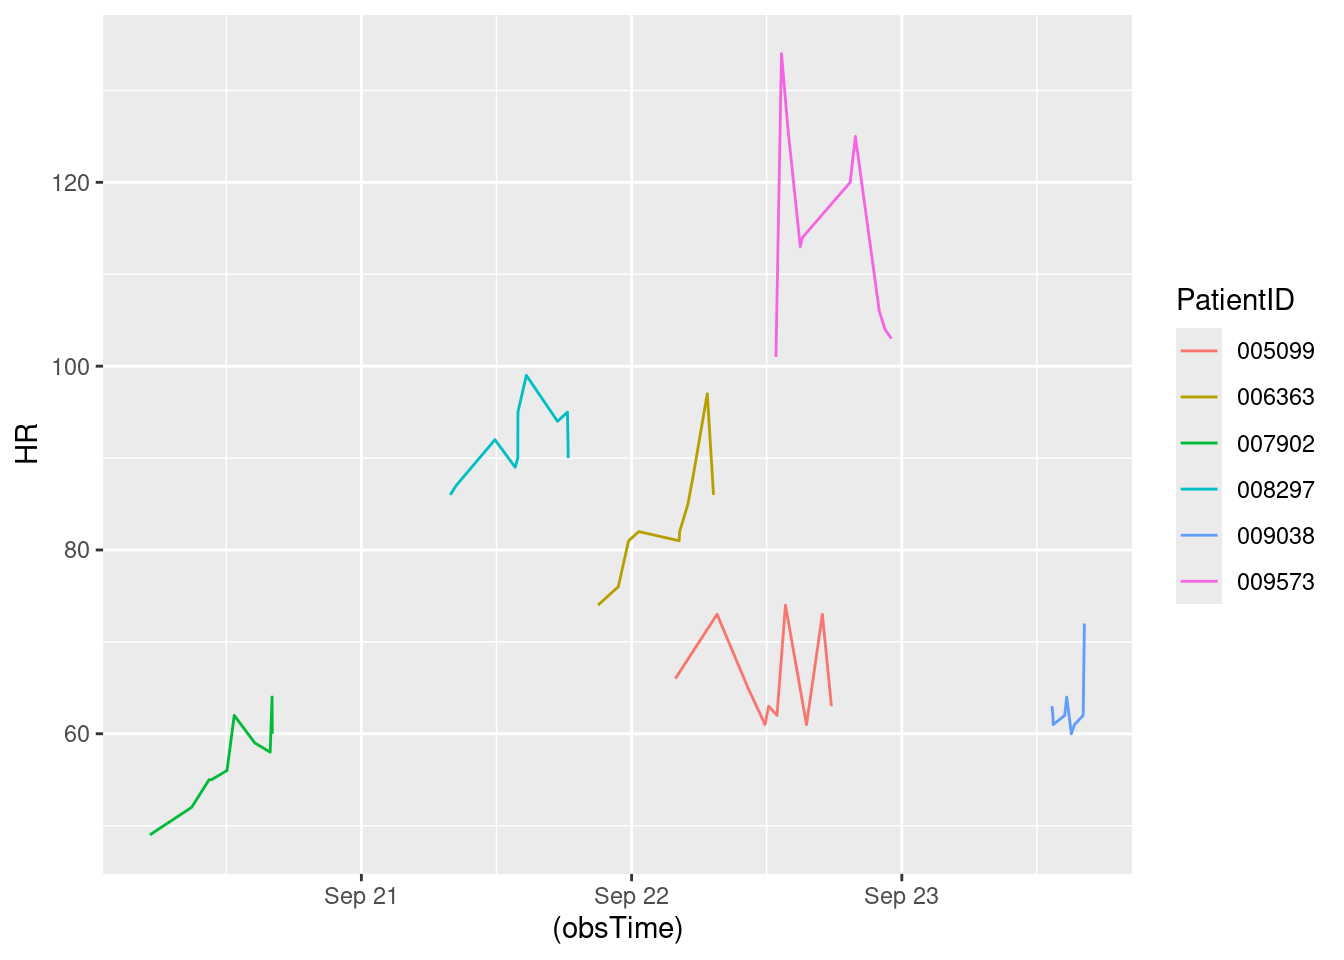 HR
120
100
80
60
Sep 21
Sep 22
Sep 23
(obsTime)
PatientID
005099
006363
007902
008297
009038
009573